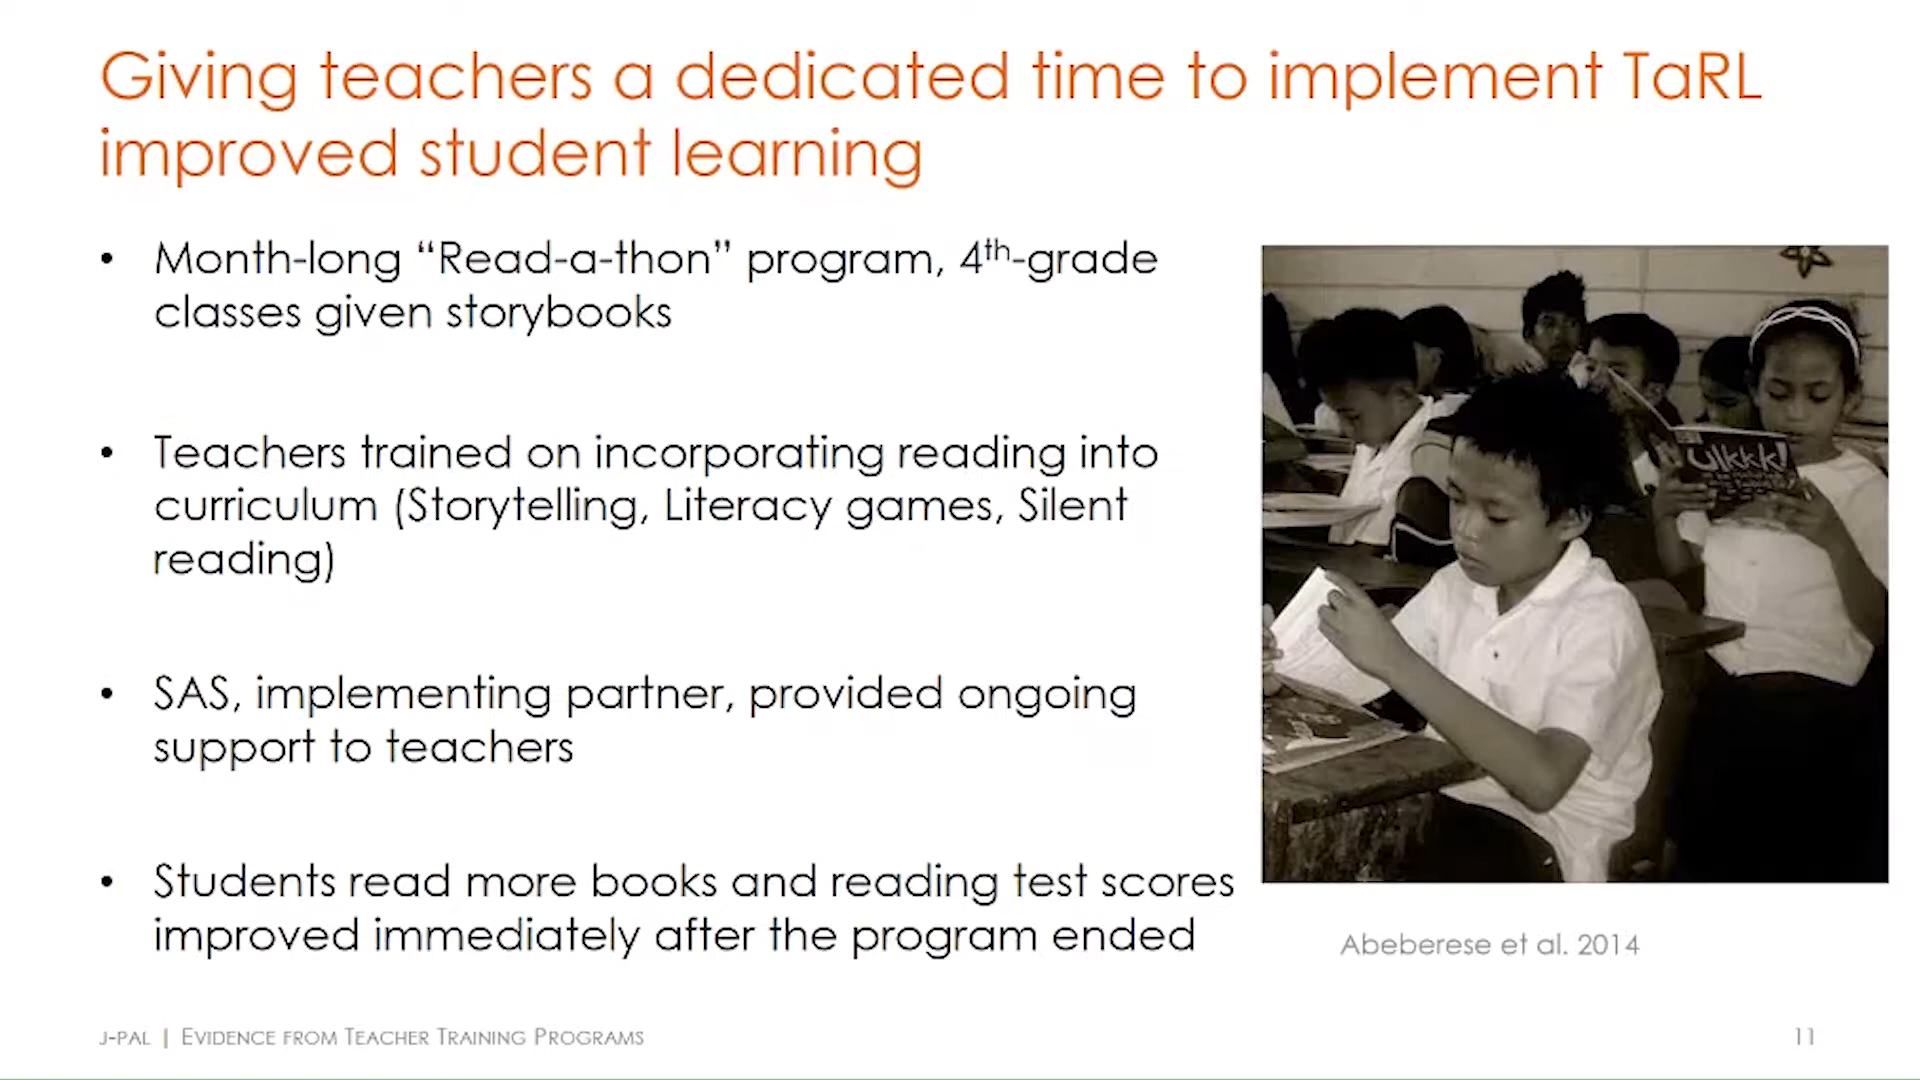 Giving teachers a dedicated time to implement TaRL
improved student learning
• Month-long “Read-a-thon” program, 4th-grade
classes given storybooks
• Teachers trained on incorporating reading into
curriculum (Storytelling, Literacy games, Silent
reading)
• SAS, implementing partner, provided ongoing
support to teachers
• Students read more books and reading test scores
improved immediately after the program ended
Ulkkk!
Abeberese et al. 2014
J-PAL | EVIDENCE FROM TEACHER TRAINING PROGRAMS
11